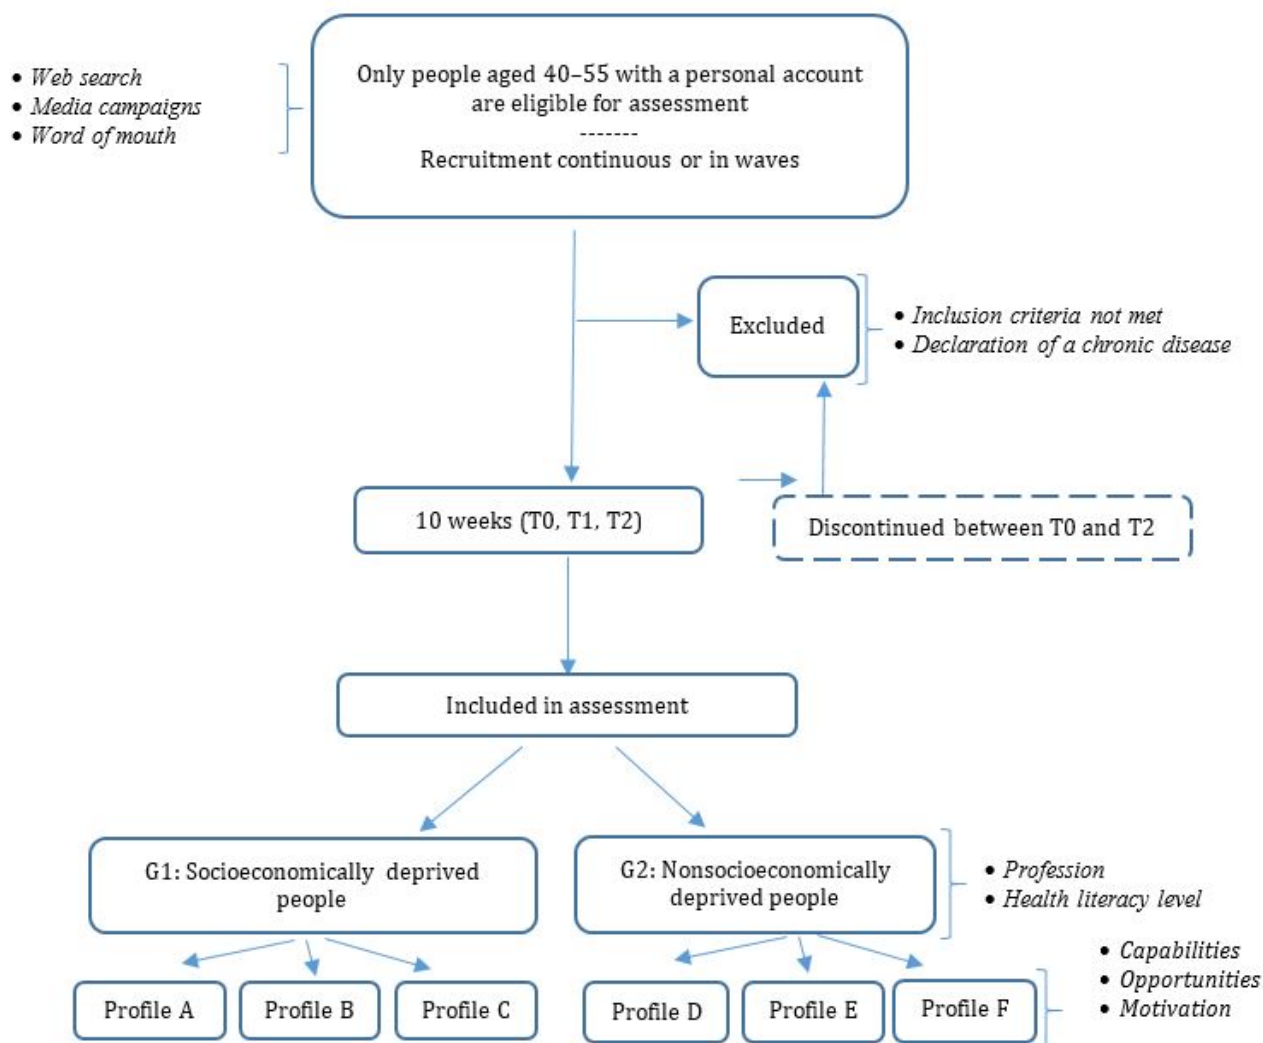 • Web search
• Media campaigns
• Word of mouth
Only people aged 40–55 with a personal account
are eligible for assessment
-------
Recruitment continuous or in waves
Excluded
• Inclusion criteria not met
• Declaration of a chronic disease
10 weeks (T0, T1, T2)
Discontinued between T0 and T2
Included in assessment
G1: Socioeconomically deprived
people
G2: Nonsocioeconomically
deprived people
• Profession
• Health literacy level
Profile A
Profile B
Profile C
Profile D
Profile E
Profile F
• Capabilities
• Opportunities
• Motivation